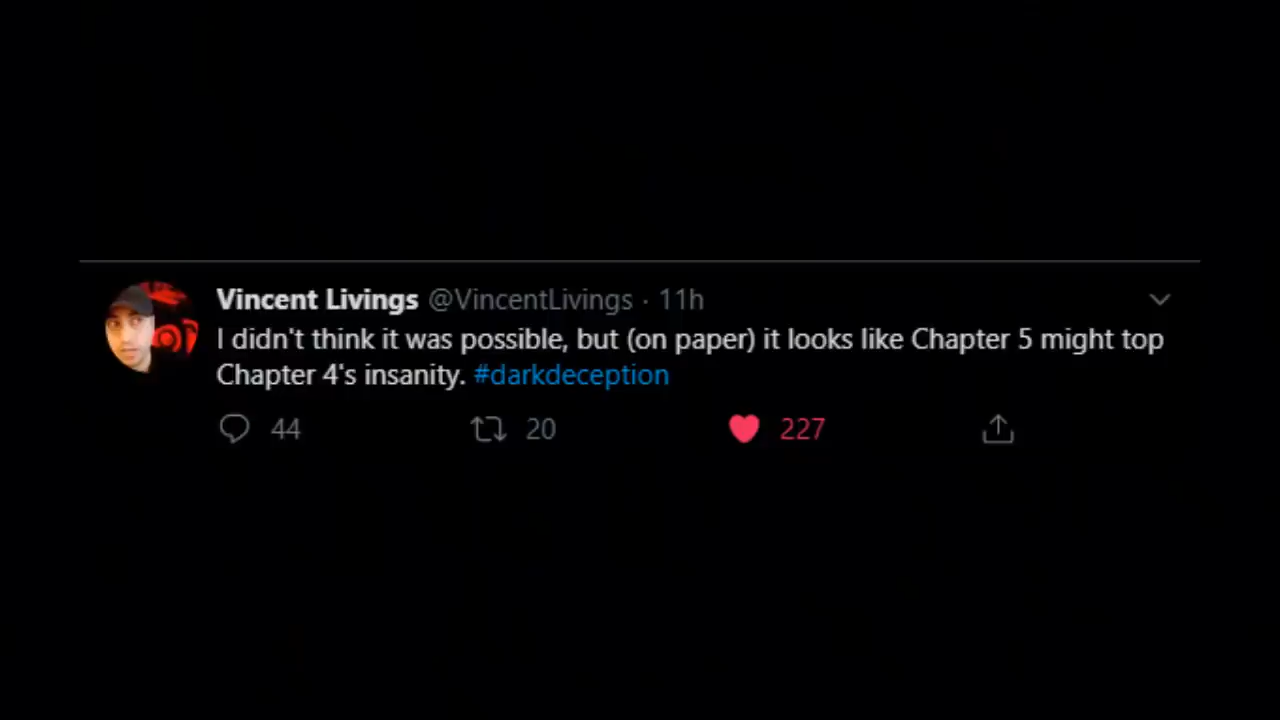 Vincent Livings @VincentLivings · 11h
I didn't think it was possible, but (on paper) it looks like Chapter 5 might top
Chapter 4's insanity. #darkdeception
44 20 227